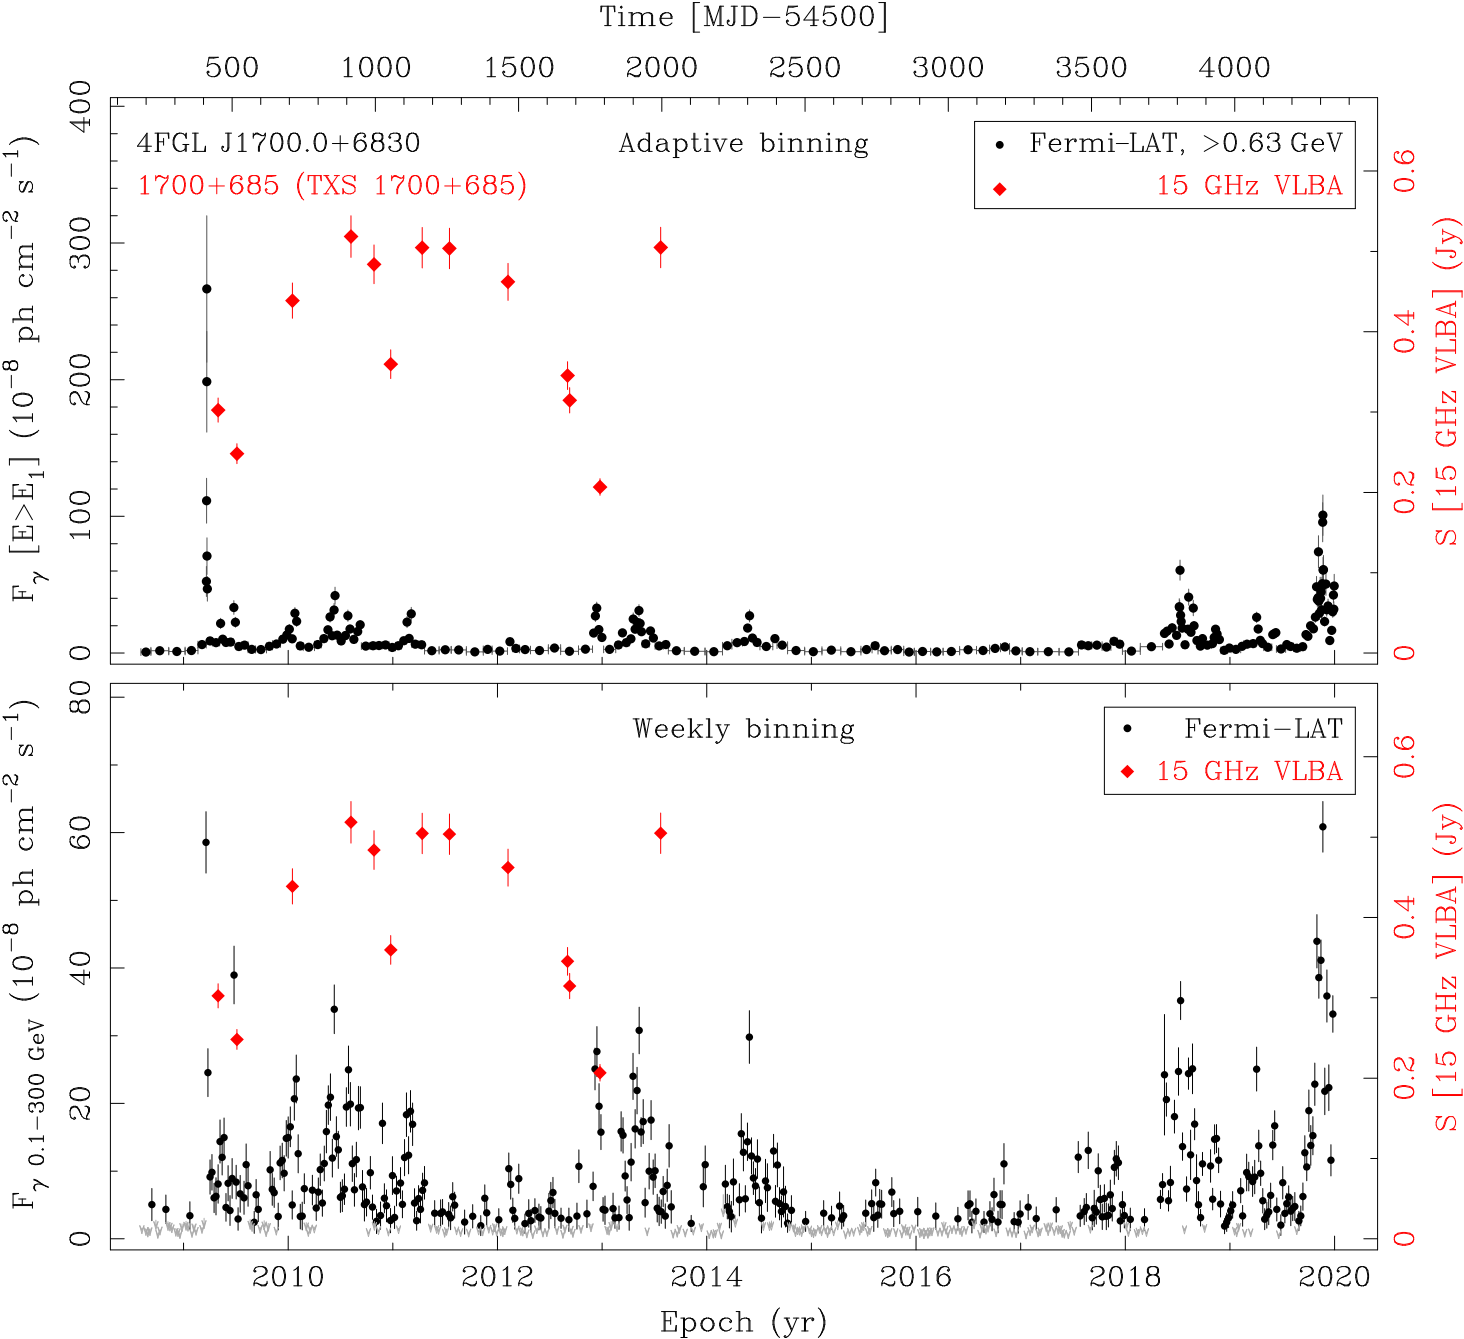 Time [MJD−54500]
500 1000 1500 2000 2500 3000 3500 4000
4FGL J1700.0+6830
1700+685 (TXS 1700+685)
Adaptive binning
Fermi−LAT, >0.63 GeV
15 GHz VLBA
F_γ [E>E_1] (10^−8 ph cm^−2 s^−1)
400
300
200
100
0
0.6
0.4
0.2
0
S [15 GHz VLBA] (Jy)
Weekly binning
Fermi−LAT
15 GHz VLBA
F_γ 0.1−300 GeV (10^−8 ph cm^−2 s^−1)
80
60
40
20
0
0.6
0.4
0.2
0
S [15 GHz VLBA] (Jy)
2010 2012 2014 2016 2018 2020
Epoch (yr)